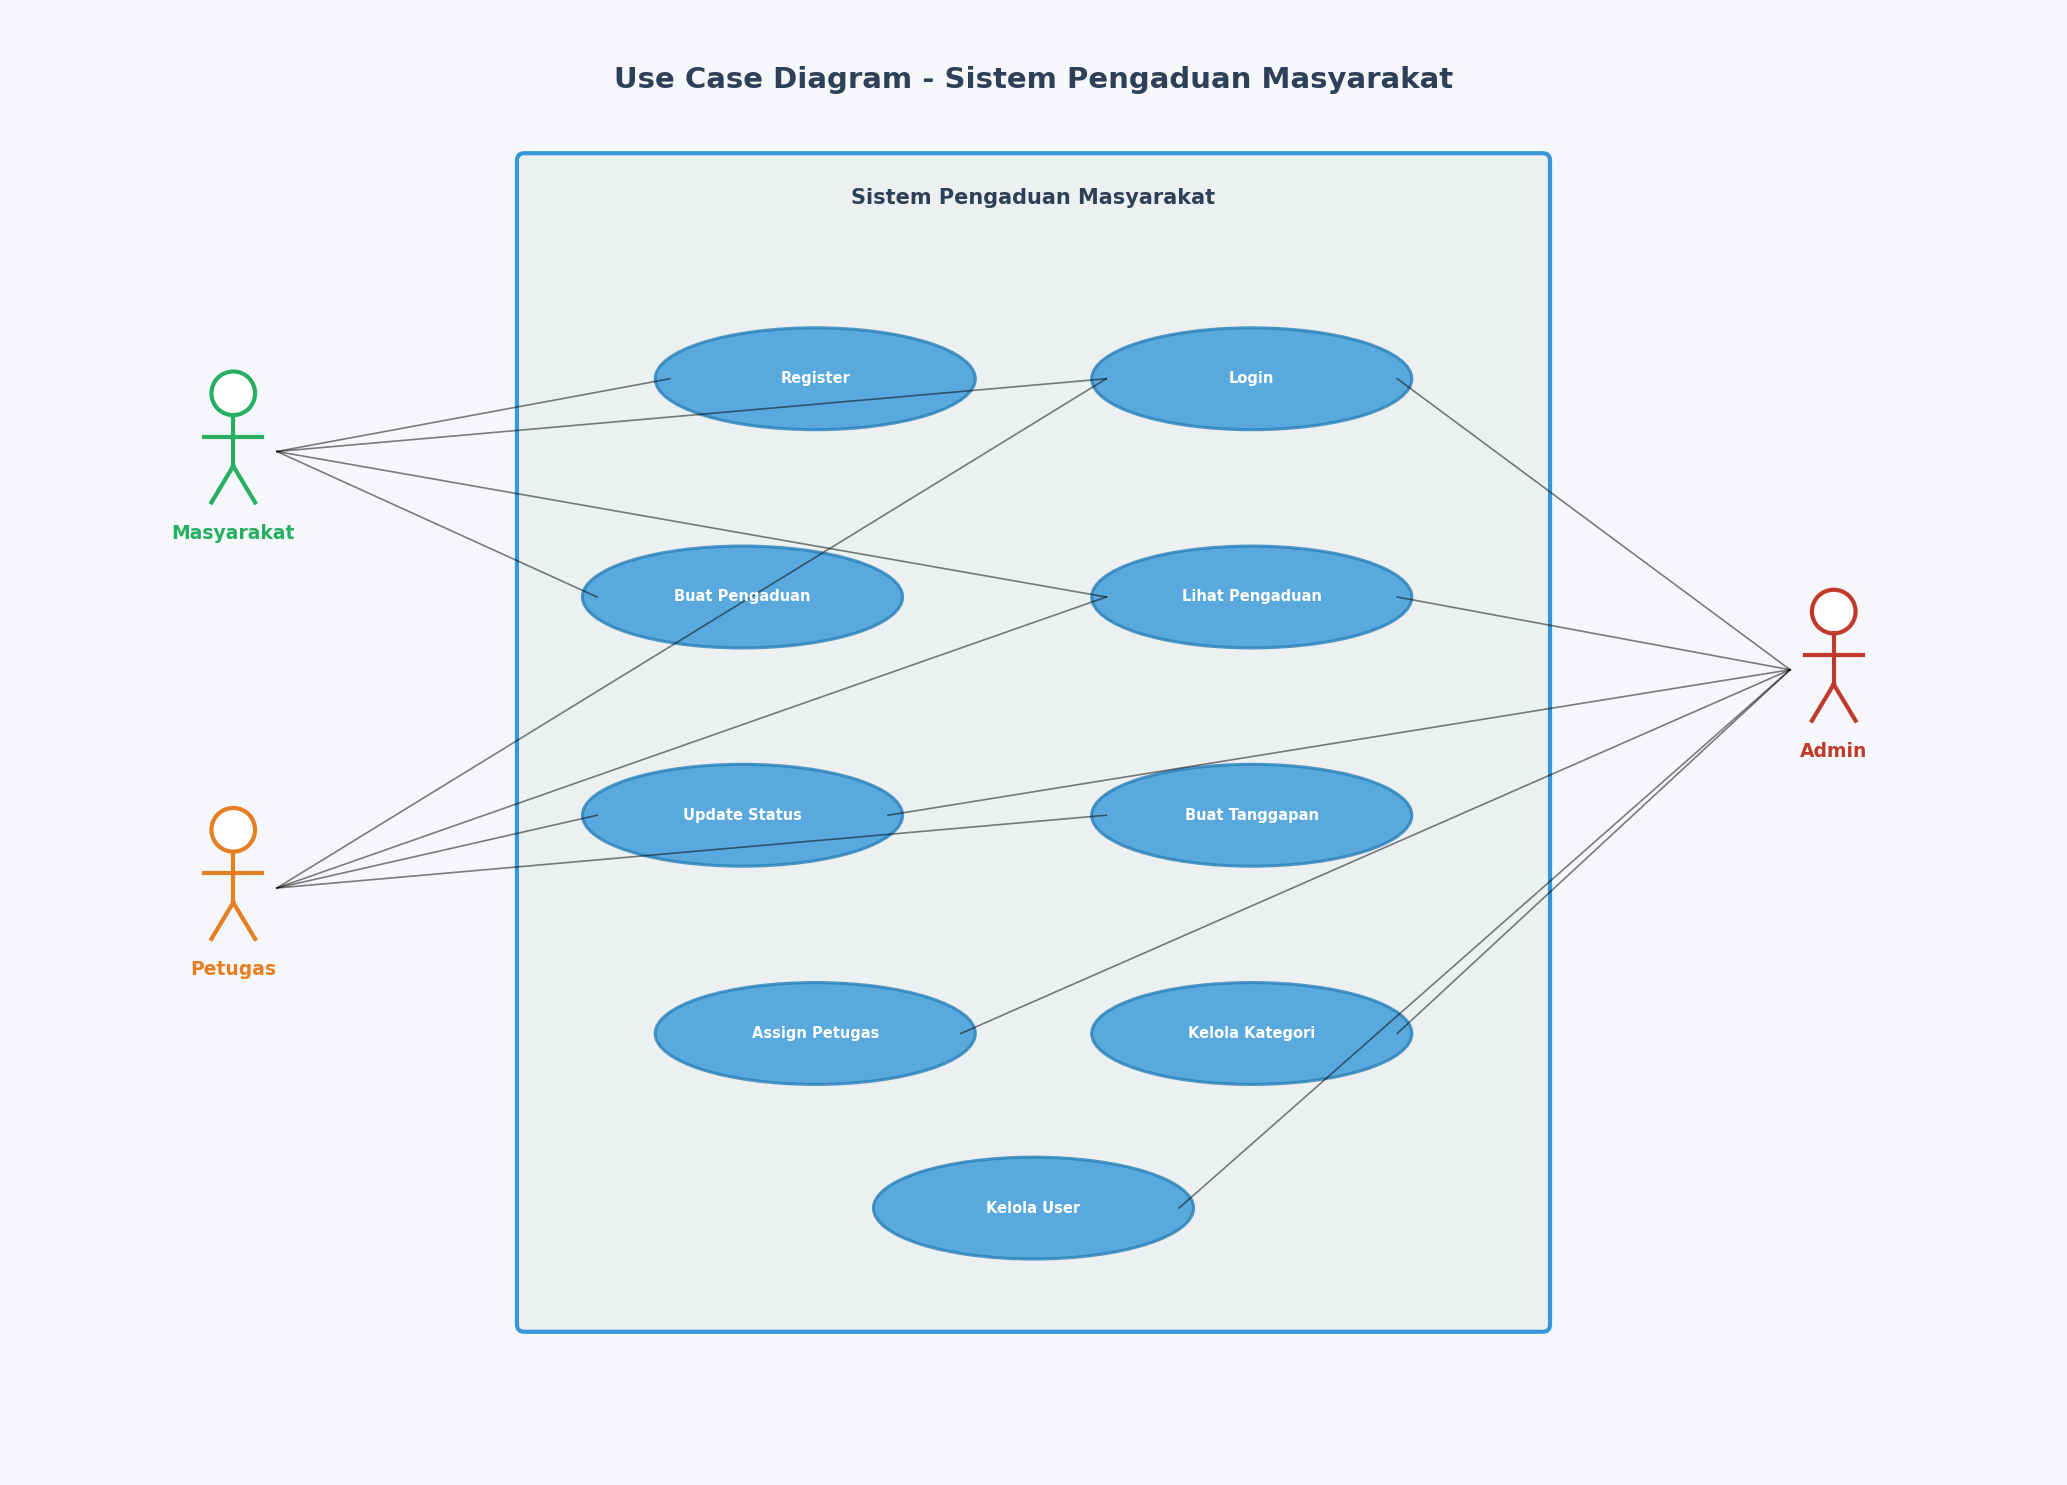 Use Case Diagram - Sistem Pengaduan Masyarakat
Sistem Pengaduan Masyarakat
Register
Login
Masyarakat
Buat Pengaduan
Lihat Pengaduan
Admin
Update Status
Buat Tanggapan
Petugas
Assign Petugas
Kelola Kategori
Kelola User